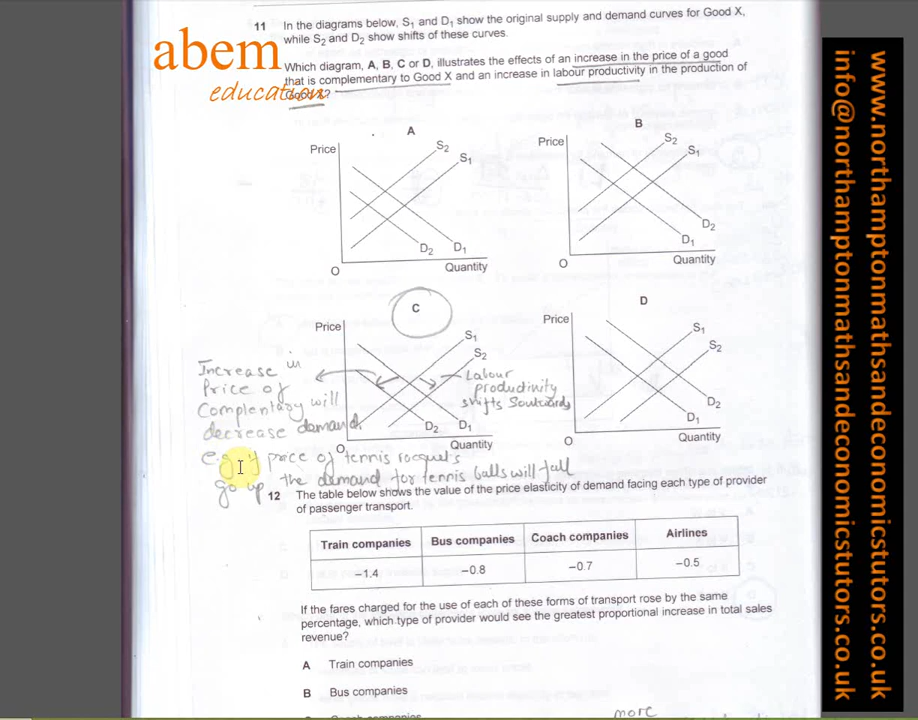 abem
education
11 In the diagrams below, S1 and D1 show the original supply and demand curves for Good X,
while S2 and D2 show shifts of these curves.
Which diagram, A, B, C or D, illustrates the effects of an increase in the price of a good
that is complementary to Good X and an increase in labour productivity in the production of
Good X?
A
Price
S2
S1
D2
D1
O
Quantity
B
Price
S2
S1
D2
D1
O
Quantity
C
Price
S1
S2
D2
D1
O
Quantity
Increase in
Price of
Complentary will
decrease demand.
e.g. if price of tennis rocquets
go up the demand for tennis balls will fall
Labour
productivity
shifts Soutwards
D
Price
S1
S2
D2
D1
O
Quantity
12 The table below shows the value of the price elasticity of demand facing each type of provider
of passenger transport.
Train companies Bus companies Coach companies Airlines
−1.4 −0.8 −0.7 −0.5
If the fares charged for the use of each of these forms of transport rose by the same
percentage, which type of provider would see the greatest proportional increase in total sales
revenue?
A Train companies
B Bus companies
more
www.northamptonmathsandeconomicstutors.co.uk
info@northamptonmathsandeconomicstutors.co.uk